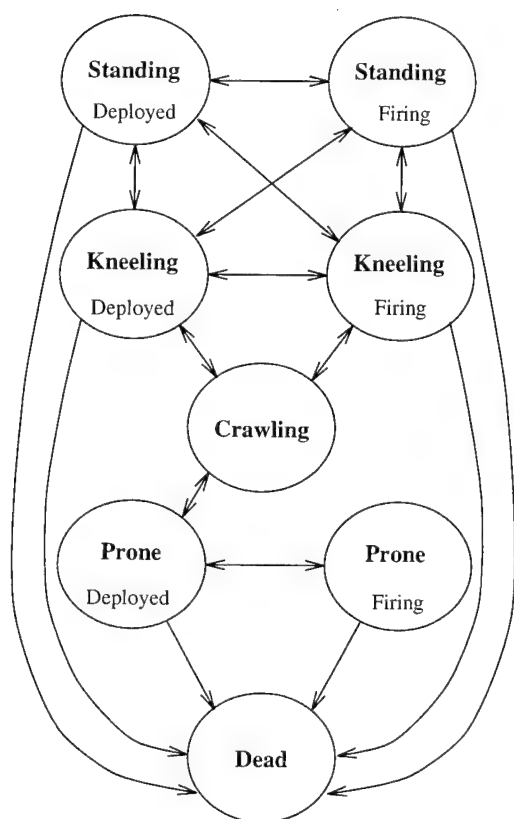 Standing
Deployed
Standing
Firing
Kneeling
Deployed
Kneeling
Firing
Crawling
Prone
Deployed
Prone
Firing
Dead